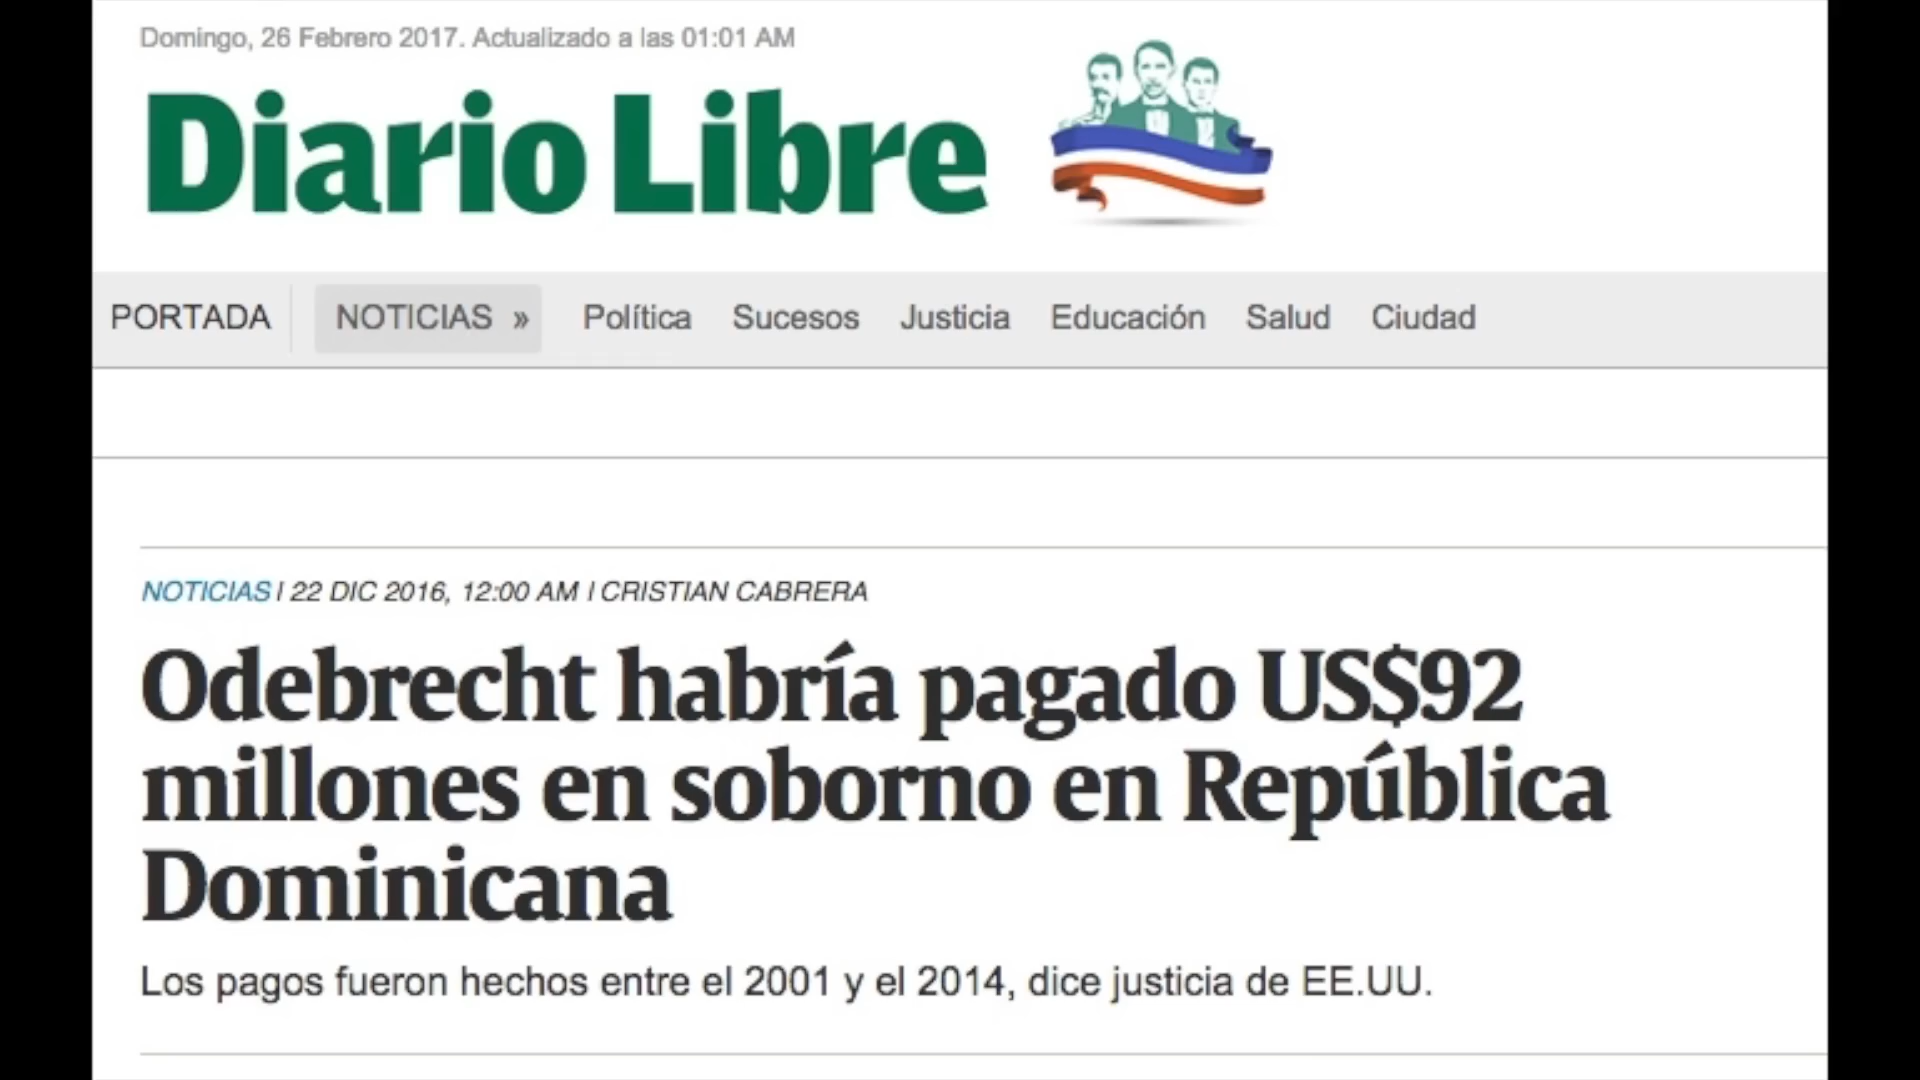 Domingo, 26 Febrero 2017. Actualizado a las 01:01 AM
Diario Libre
PORTADA NOTICIAS » Política Sucesos Justicia Educación Salud Ciudad
NOTICIAS | 22 DIC 2016, 12:00 AM | CRISTIAN CABRERA
Odebrecht habría pagado US$92
millones en soborno en República
Dominicana
Los pagos fueron hechos entre el 2001 y el 2014, dice justicia de EE.UU.